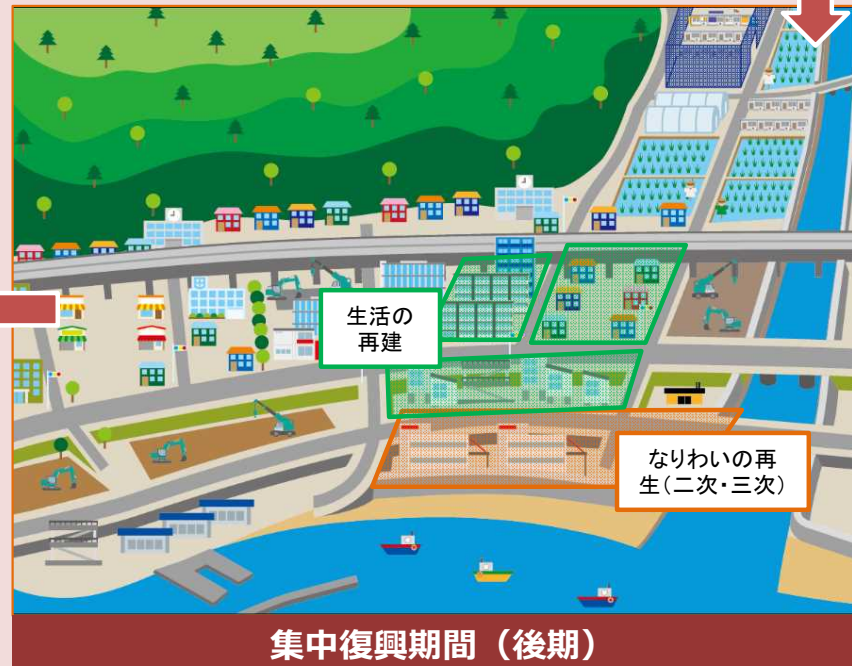 生活の
再建
なりわいの再
生(二次・三次)
集中復興期間（後期）